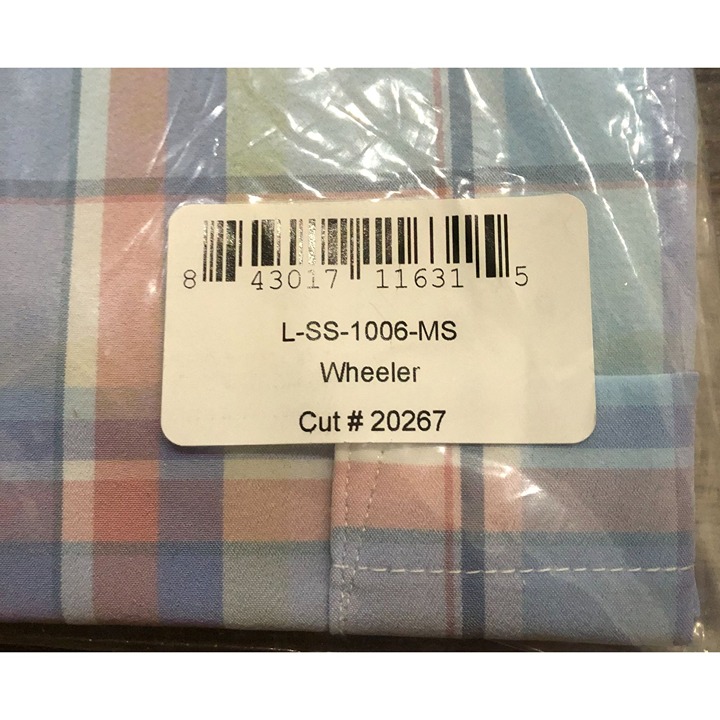 8 43017 11631 5
L-SS-1006-MS
Wheeler
Cut # 20267